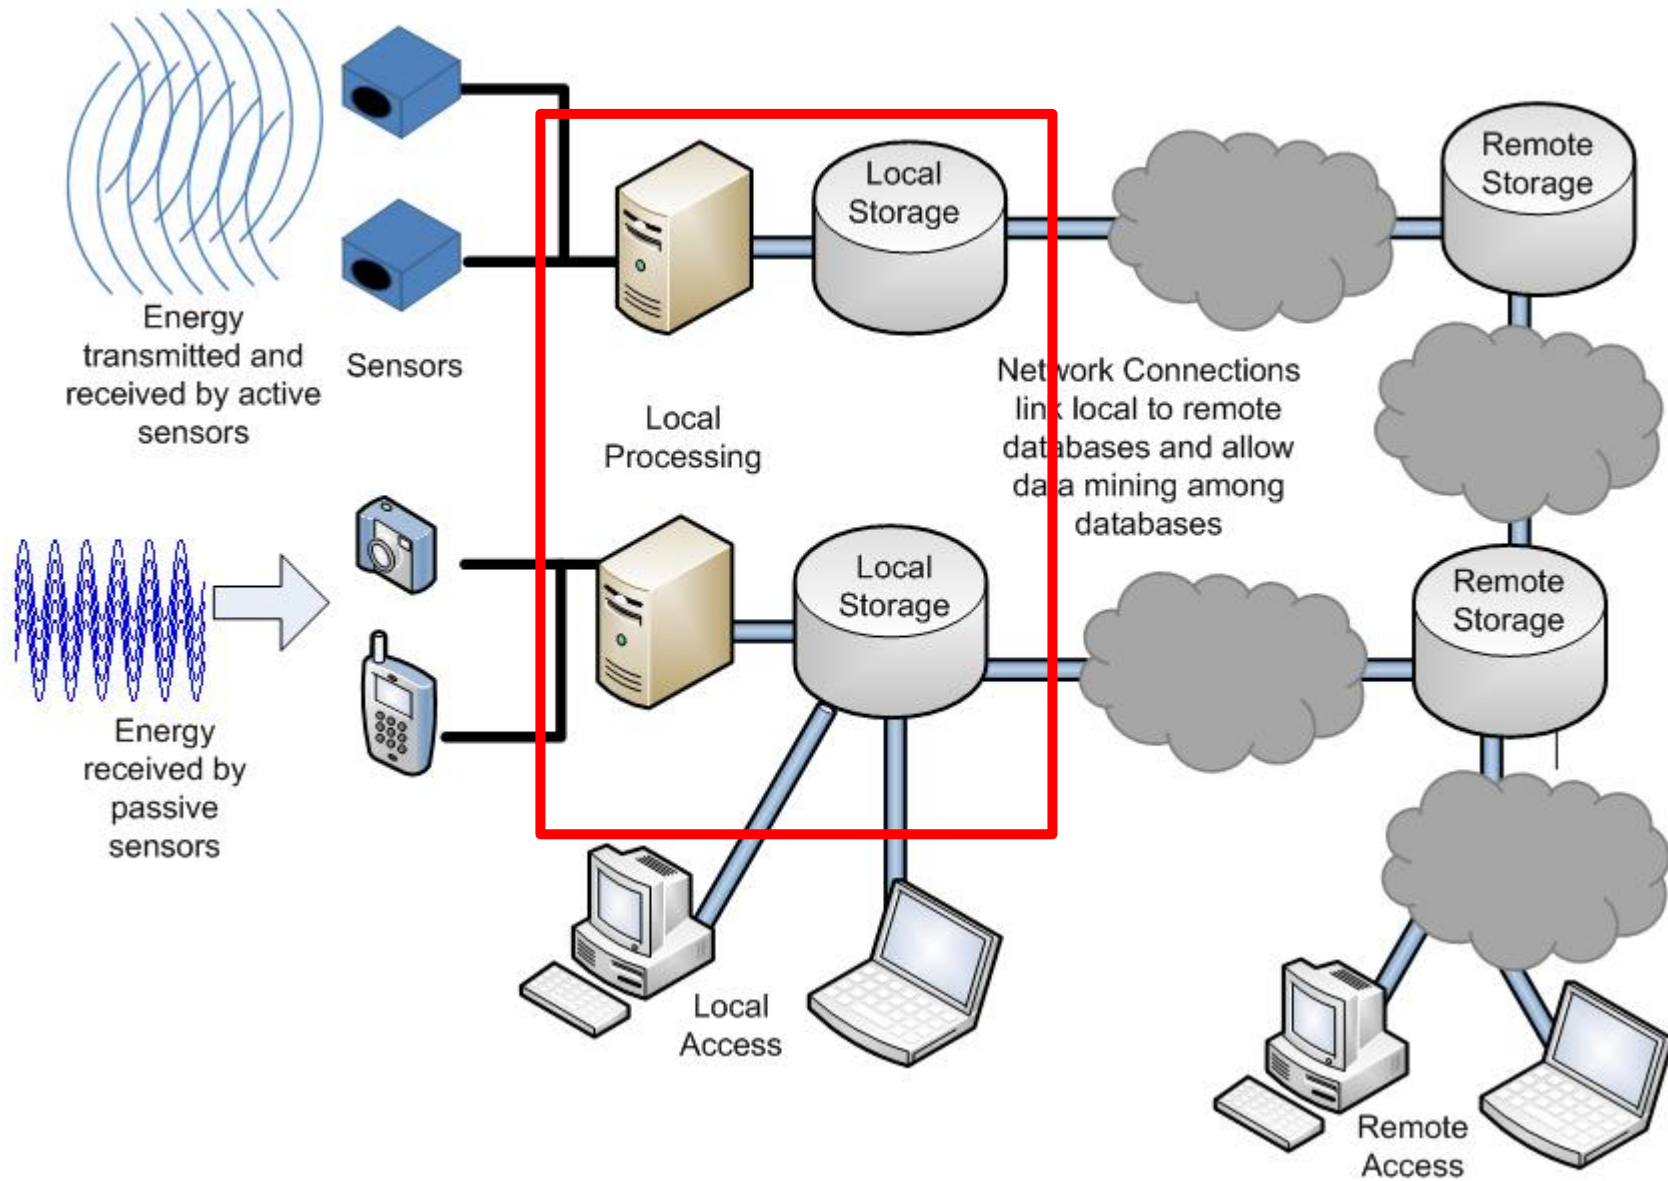 Energy
transmitted and
received by active
sensors
Sensors
Local
Processing
Local
Storage
Network Connections
link local to remote
databases and allow
data mining among
databases
Remote
Storage
Energy
received by
passive
sensors
Local
Storage
Remote
Storage
Local
Access
Remote
Access